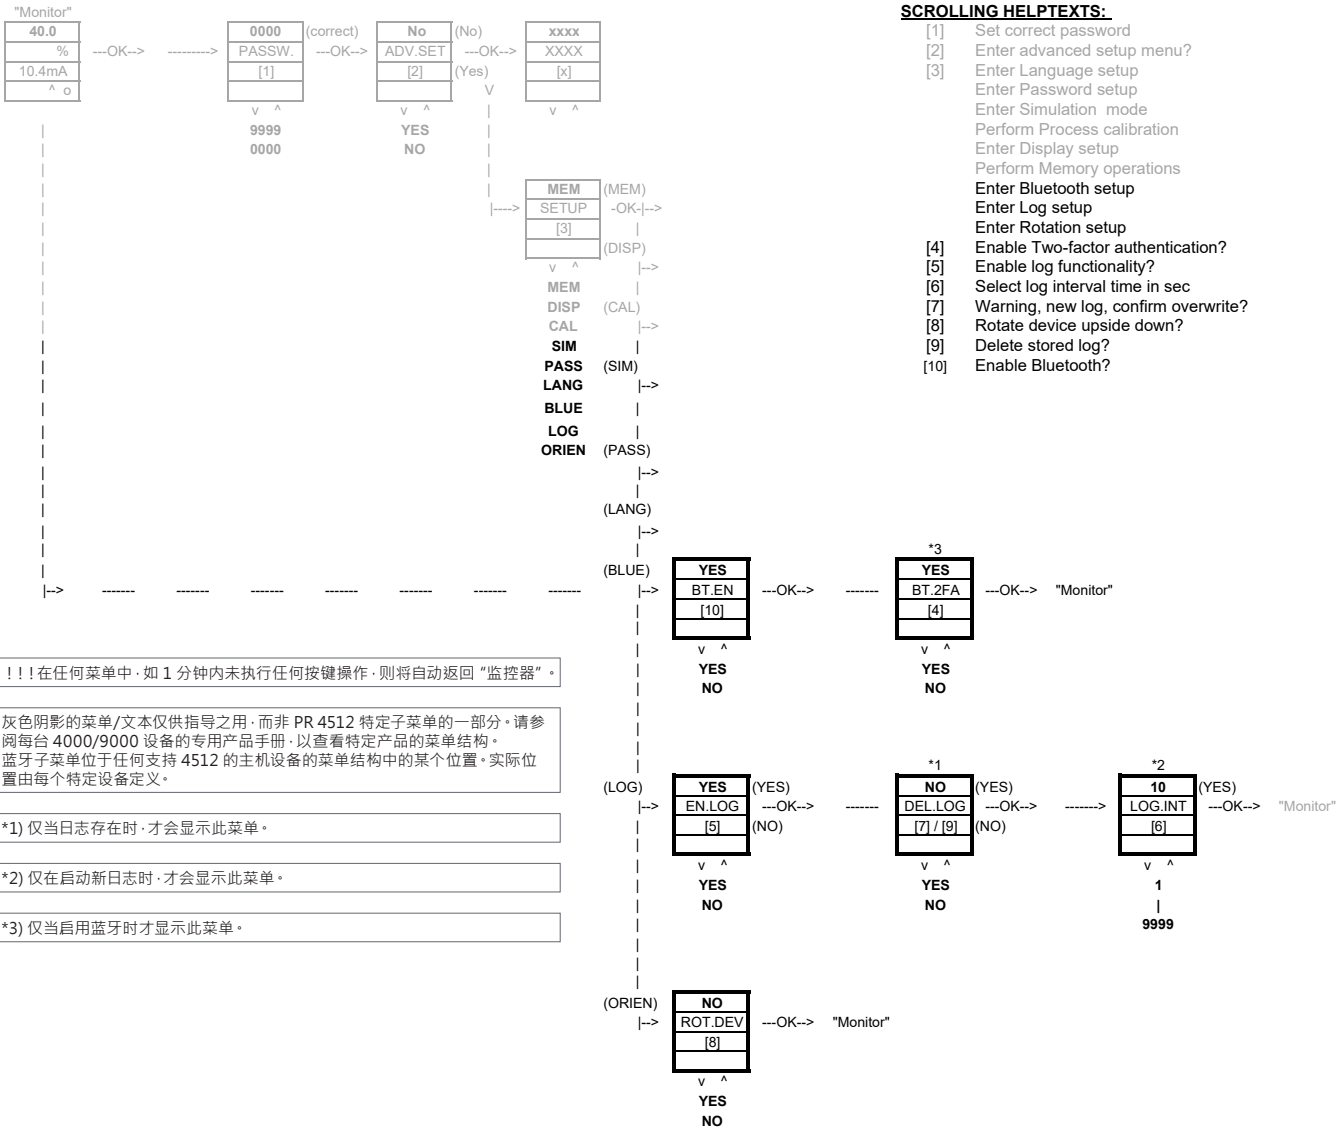 "Monitor"
40.0
%
10.4mA
^ o
---OK-->
--------->
0000
PASSW.
[1]
v ^
9999
0000
(correct)
---OK-->
No
ADV.SET
[2]
v ^
YES
NO
(No)
---OK-->
(Yes)
V
xxxx
XXXX
[x]
v ^
|---->
MEM
SETUP
[3]
v ^
MEM
DISP
CAL
SIM
PASS
LANG
BLUE
LOG
ORIEN
(MEM)
-OK-|-->
(DISP)
|-->
(CAL)
|-->
(SIM)
|-->
(PASS)
|-->
(LANG)
|-->
SCROLLING HELPTEXTS:
[1] Set correct password
[2] Enter advanced setup menu?
[3] Enter Language setup
Enter Password setup
Enter Simulation mode
Perform Process calibration
Enter Display setup
Perform Memory operations
Enter Bluetooth setup
Enter Log setup
Enter Rotation setup
[4] Enable Two-factor authentication?
[5] Enable log functionality?
[6] Select log interval time in sec
[7] Warning, new log, confirm overwrite?
[8] Rotate device upside down?
[9] Delete stored log?
[10] Enable Bluetooth?
|--> ------- ------- ------- ------- ------- ------- -------
(BLUE)
|-->
YES
BT.EN
[10]
v ^
YES
NO
---OK--> -------
*3
YES
BT.2FA
[4]
v ^
YES
NO
---OK--> "Monitor"
!!!在任何菜单中,如 1 分钟内未执行任何按键操作,则将自动返回 "监控器"。
灰色阴影的菜单/文本仅供指导之用,而非 PR 4512 特定子菜单的一部分。请参
阅每台 4000/9000 设备的专用产品手册,以查看特定产品的菜单结构。
蓝牙子菜单位于任何支持 4512 的主机设备的菜单结构中的某个位置。实际位
置由每个特定设备定义。
*1) 仅当日志存在时,才会显示此菜单。
*2) 仅在启动新日志时,才会显示此菜单。
*3) 仅当启用蓝牙时才显示此菜单。
(LOG)
|-->
YES
EN.LOG
[5]
v ^
YES
NO
(YES)
---OK--> -------
(NO)
*1
NO
DEL.LOG
[7] / [9]
v ^
YES
NO
(YES)
---OK--> ------->
(NO)
*2
10
LOG.INT
[6]
v ^
1
|
9999
(YES)
---OK--> "Monitor"
(ORIEN)
|-->
NO
ROT.DEV
[8]
v ^
YES
NO
---OK--> "Monitor"